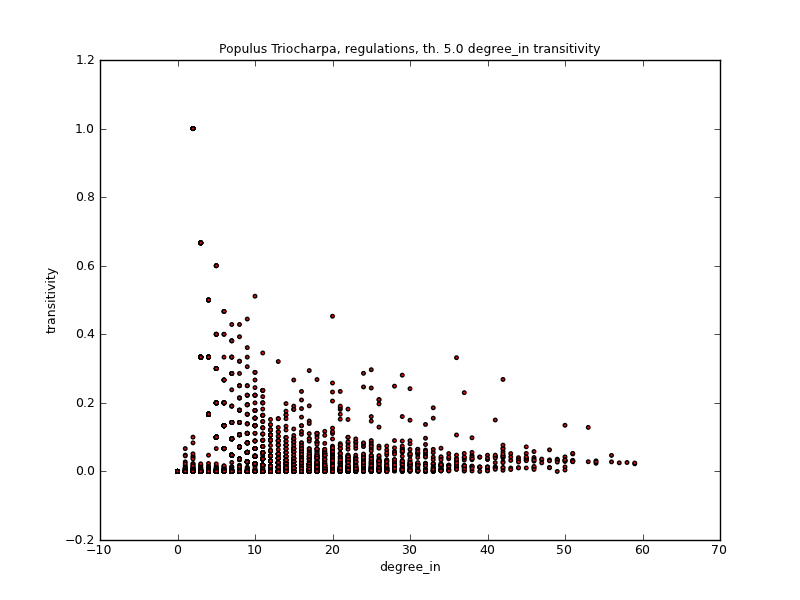 Populus Triocharpa, regulations, th. 5.0 degree_in transitivity
1.2
1.0
0.8
0.6
0.4
0.2
0.0
−0.2
transitivity
−10 0 10 20 30 40 50 60 70
degree_in